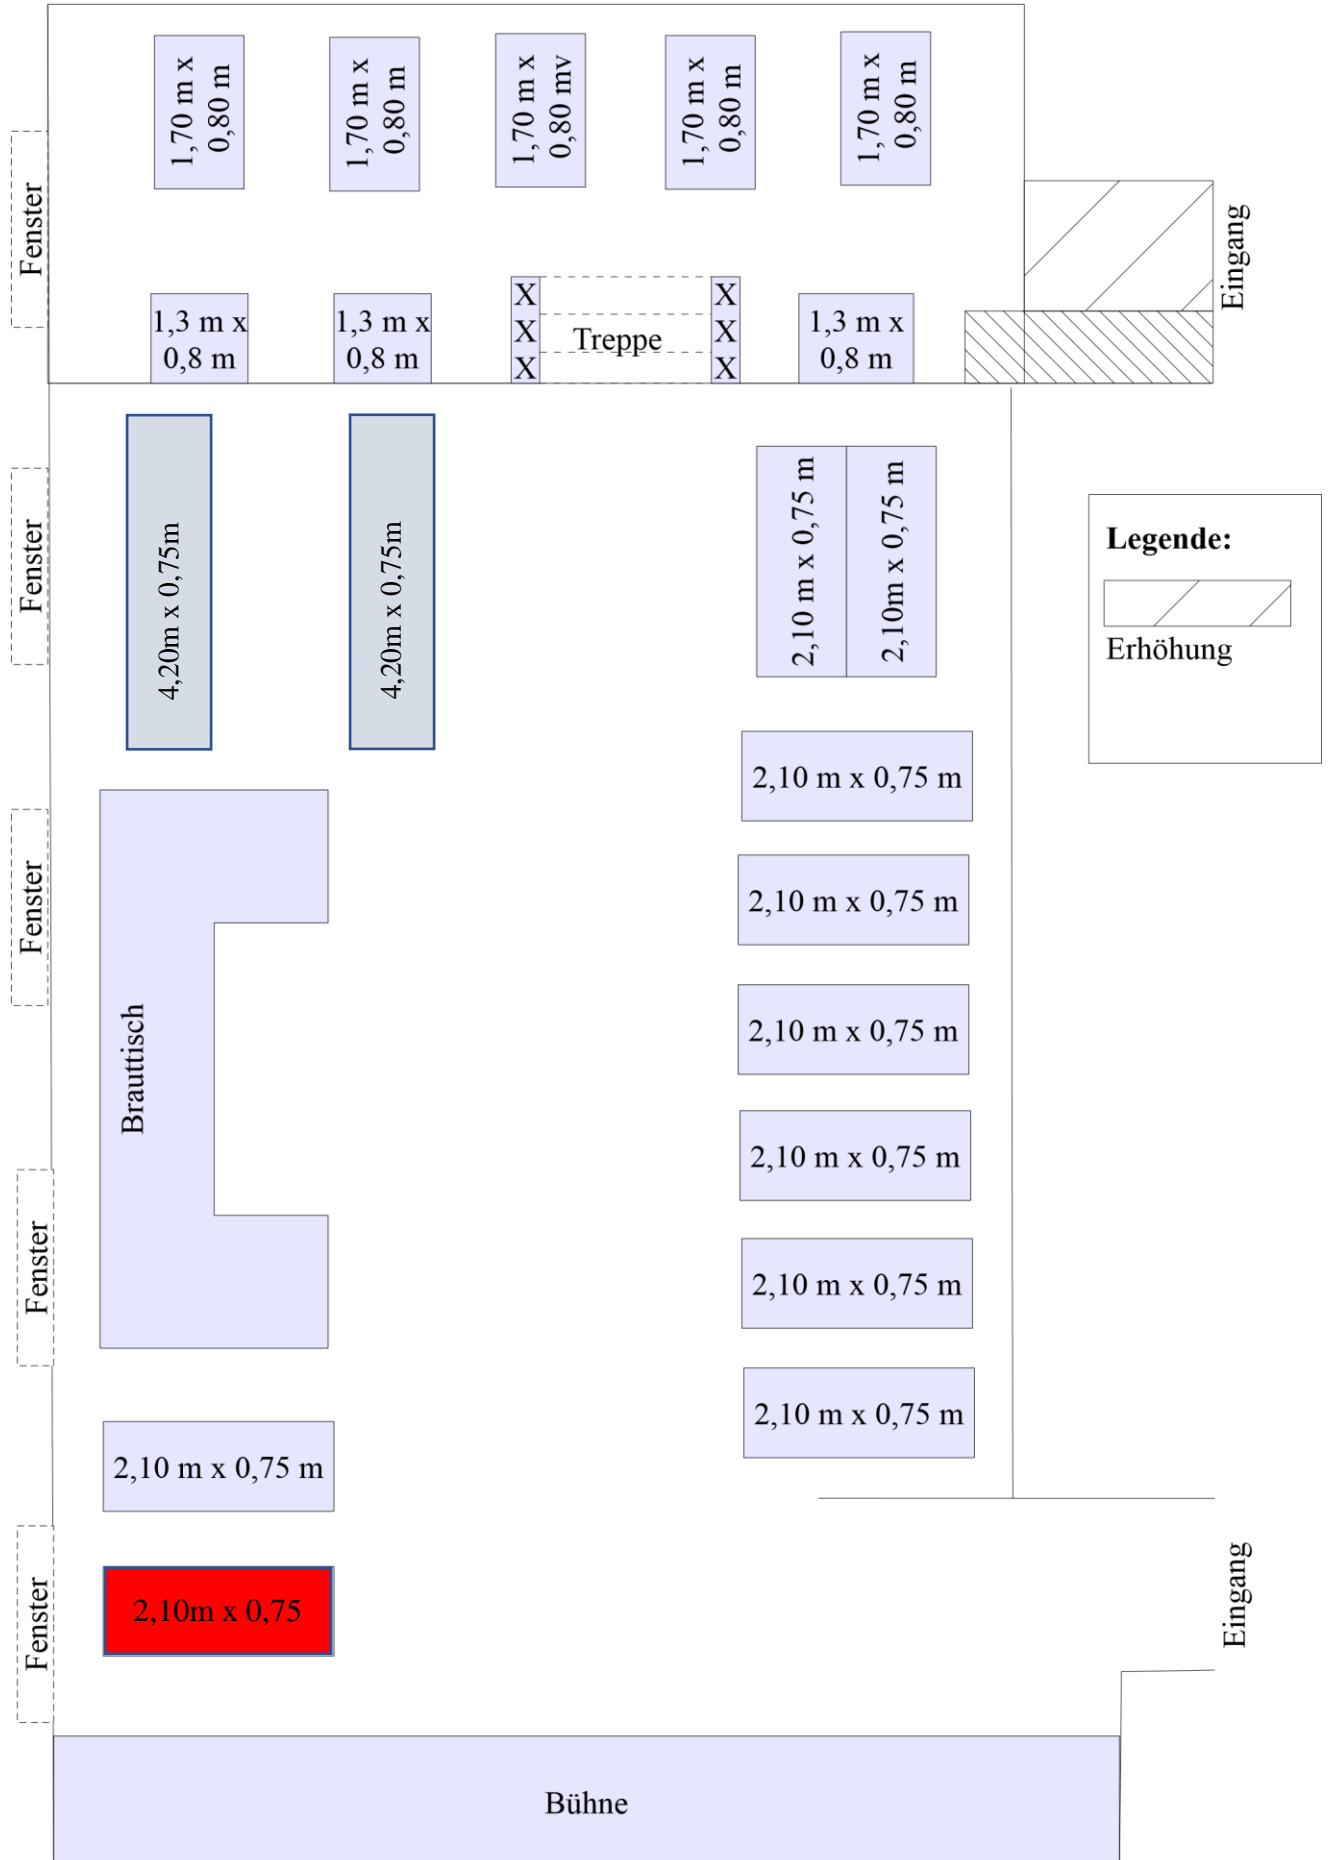 1,70 m x
0,80 m
1,70 m x
0,80 m
1,70 m x
0,80 mv
1,70 m x
0,80 m
1,70 m x
0,80 m
Fenster
Eingang
1,3 m x
0,8 m
1,3 m x
0,8 m
X
X
X
Treppe
X
X
X
1,3 m x
0,8 m
Fenster
4,20m x 0,75m
4,20m x 0,75m
2,10 m x 0,75 m
2,10m x 0,75 m
Legende:
Erhöhung
2,10 m x 0,75 m
Fenster
2,10 m x 0,75 m
Brauttisch
2,10 m x 0,75 m
2,10 m x 0,75 m
Fenster
2,10 m x 0,75 m
2,10 m x 0,75 m
2,10 m x 0,75 m
Fenster
2,10m x 0,75
Eingang
Bühne